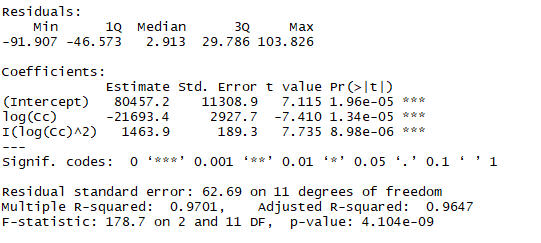 Residuals:
    Min      1Q  Median      3Q     Max
-91.907 -46.573   2.913  29.786 103.826

Coefficients:
             Estimate Std. Error t value Pr(>|t|)
(Intercept)   80457.2    11308.9   7.115 1.96e-05 ***
log(Cc)      -21693.4     2927.7  -7.410 1.34e-05 ***
I(log(Cc)^2)   1463.9      189.3   7.735 8.98e-06 ***
---
Signif. codes:  0 ‘***’ 0.001 ‘**’ 0.01 ‘*’ 0.05 ‘.’ 0.1 ‘ ’ 1

Residual standard error: 62.69 on 11 degrees of freedom
Multiple R-squared:  0.9701,    Adjusted R-squared:  0.9647
F-statistic: 178.7 on 2 and 11 DF,  p-value: 4.104e-09